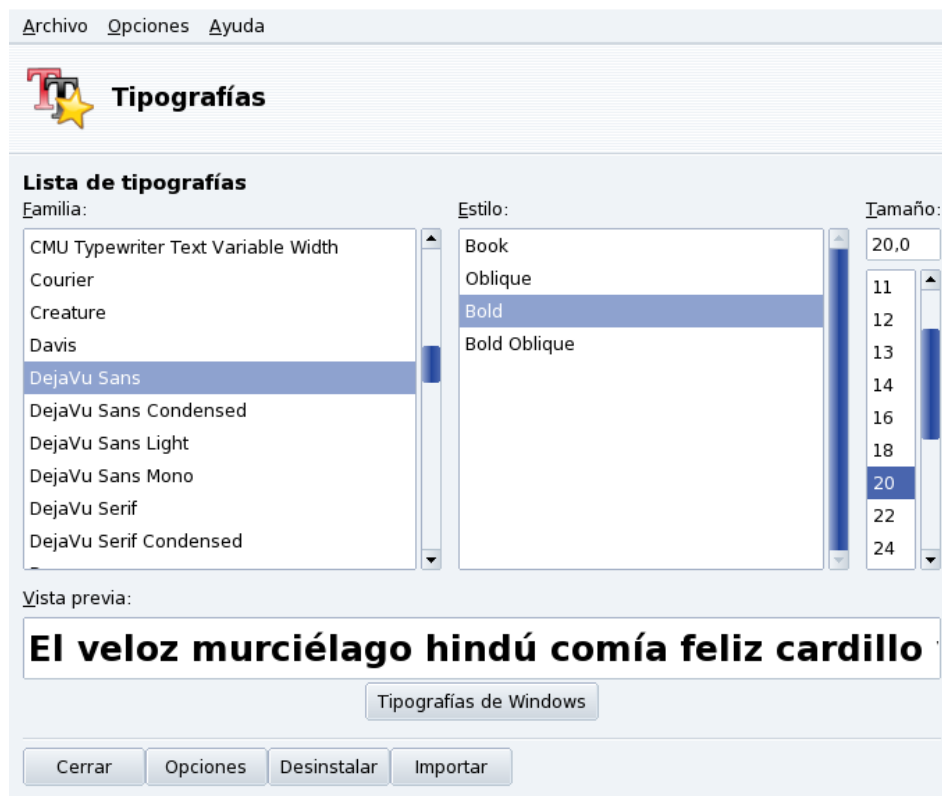 Archivo Opciones Ayuda
Tipografías
Lista de tipografías
Familia:
CMU Typewriter Text Variable Width
Courier
Creature
Davis
DejaVu Sans
DejaVu Sans Condensed
DejaVu Sans Light
DejaVu Sans Mono
DejaVu Serif
DejaVu Serif Condensed
Estilo:
Book
Oblique
Bold
Bold Oblique
Tamaño:
20,0
11
12
13
14
16
18
20
22
24
Vista previa:
El veloz murciélago hindú comía feliz cardillo
Tipografías de Windows
Cerrar Opciones Desinstalar Importar